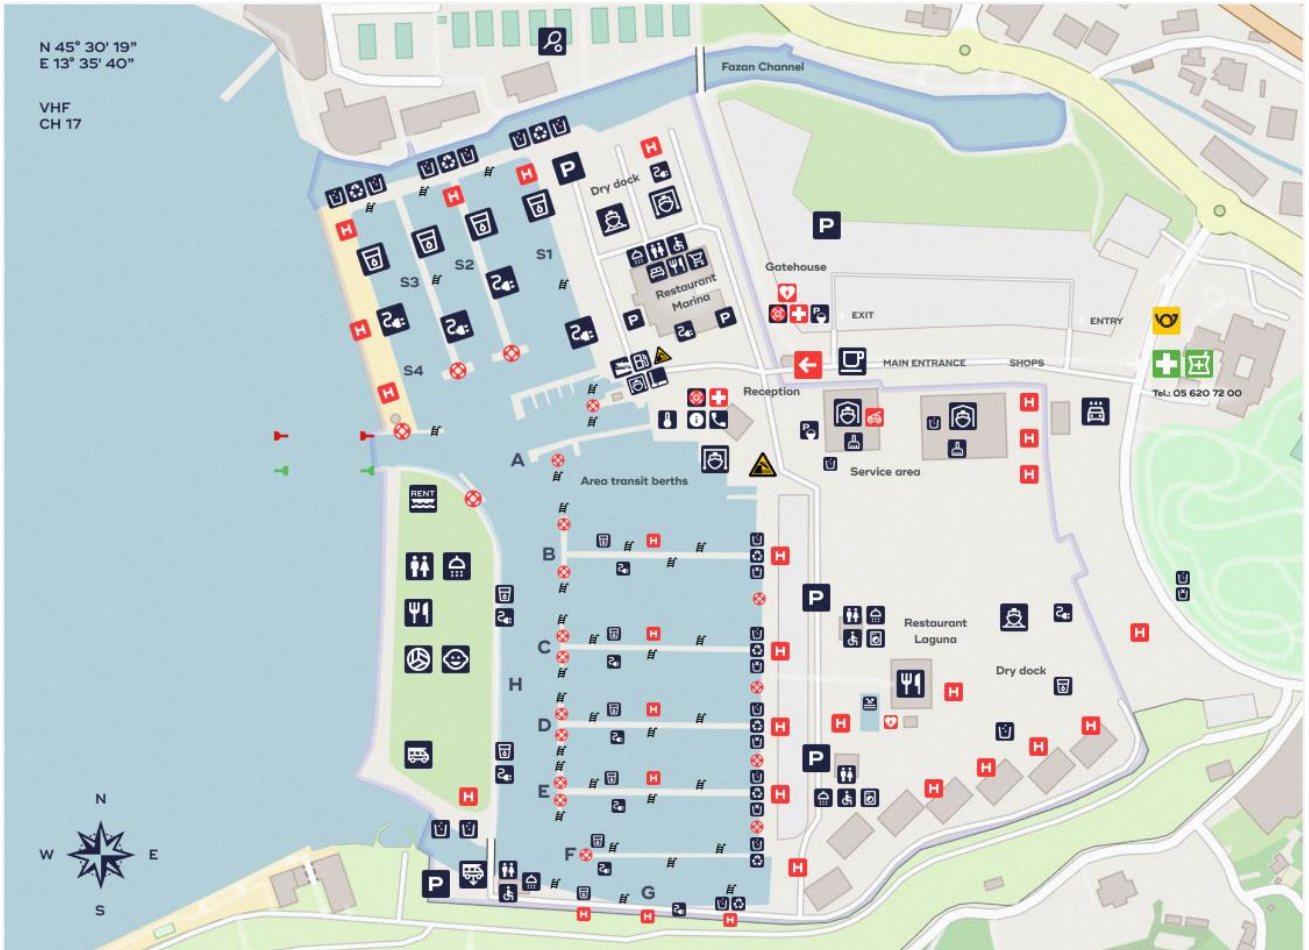 N 45° 30' 19”
E 13° 35' 40”
VHF
CH 17
Fazan Channel
P
H
H
H
Dry dock
H
P
S1
S2
S3
S4
H
H
H
Restaurant
Marina
P
P
Gatehouse
P
EXIT
ENTRY
MAIN ENTRANCE
SHOPS
Tel.: 05 620 72 00
Reception
i
P
H
H
H
Service area
A
Area transit berths
RENT
B
H
H
P
C
H
H
Restaurant
Laguna
H
H
Dry dock
D
H
H
H
H
H
H
H
H
P
E
H
H
H
F
H
P
G
H
H
H
N
W
E
S